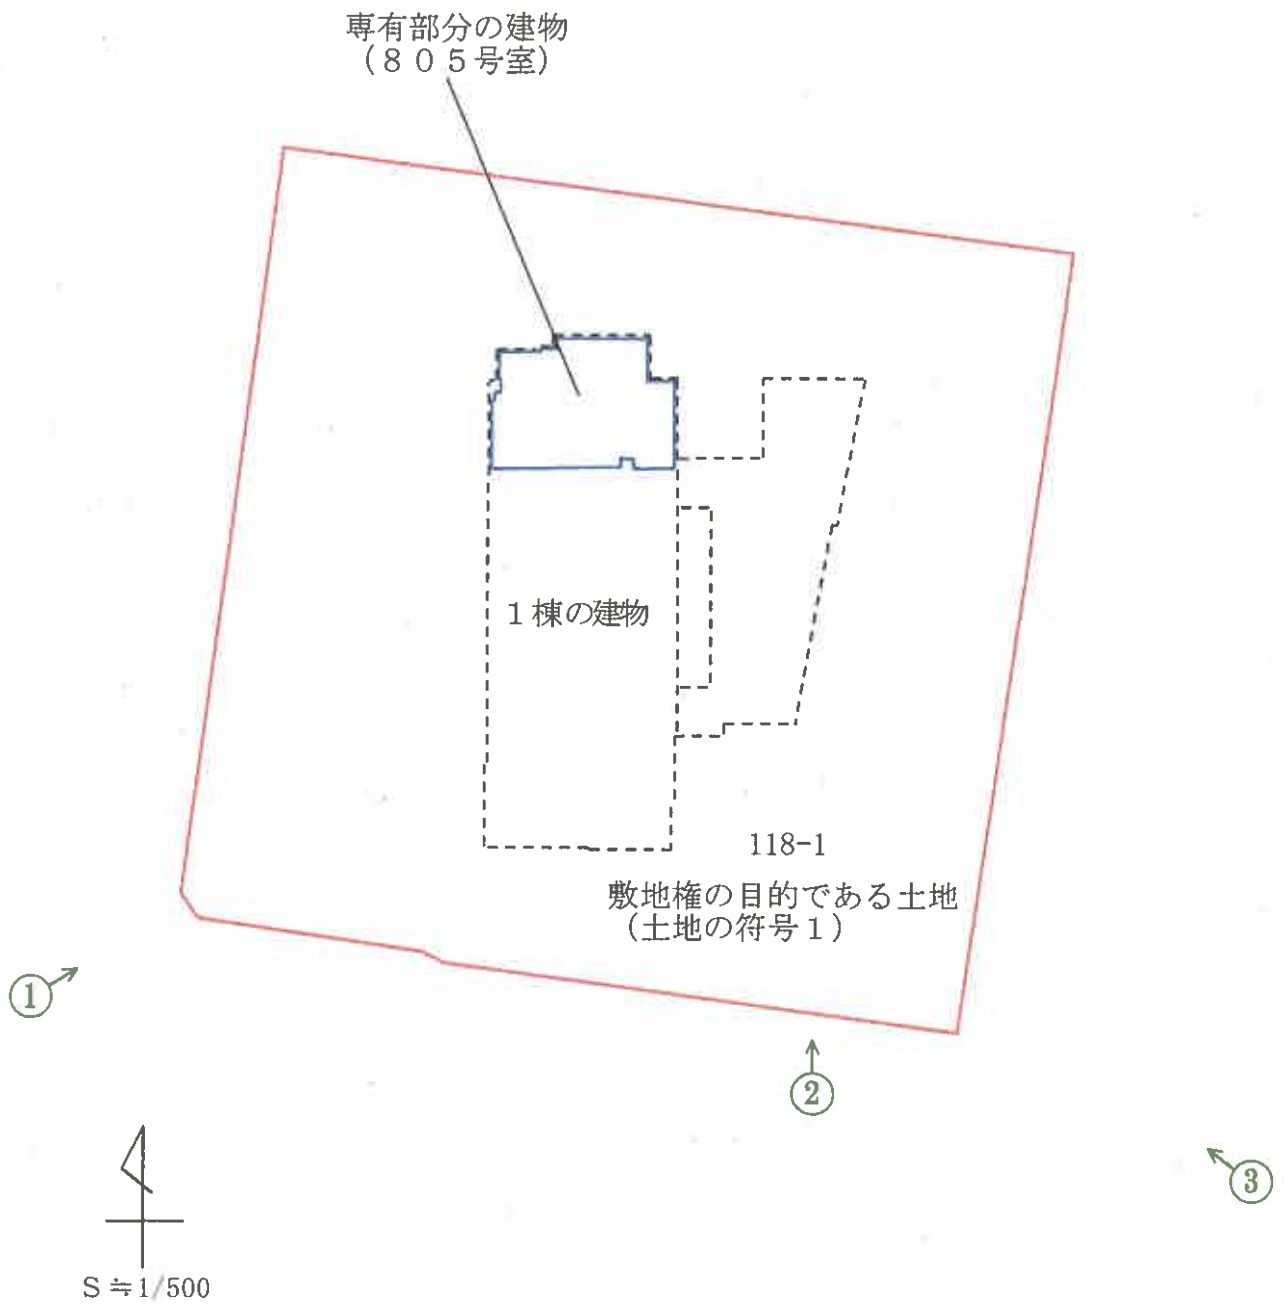 専有部分の建物
（８０５号室）
１棟の建物
118-1
敷地権の目的である土地
（土地の符号１）
①
②
③
S≒1/500